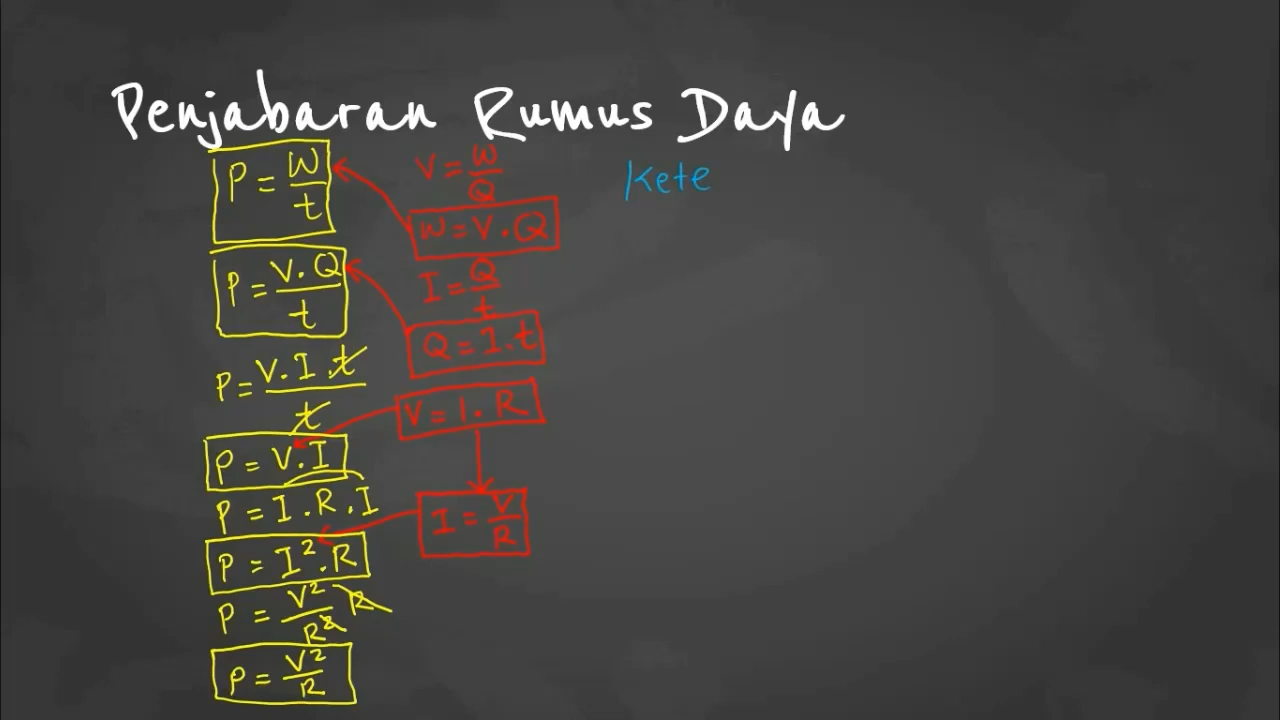 Penjabaran Rumus Daya
P = W/t
P = V.Q/t
P = V.I.t/t
P = V.I
P = I.R.I
P = I².R
P = V²/R² R
P = V²/R
V = W/Q
W = V.Q
I = Q/t
Q = I.t
V = I.R
I = V/R
Kete